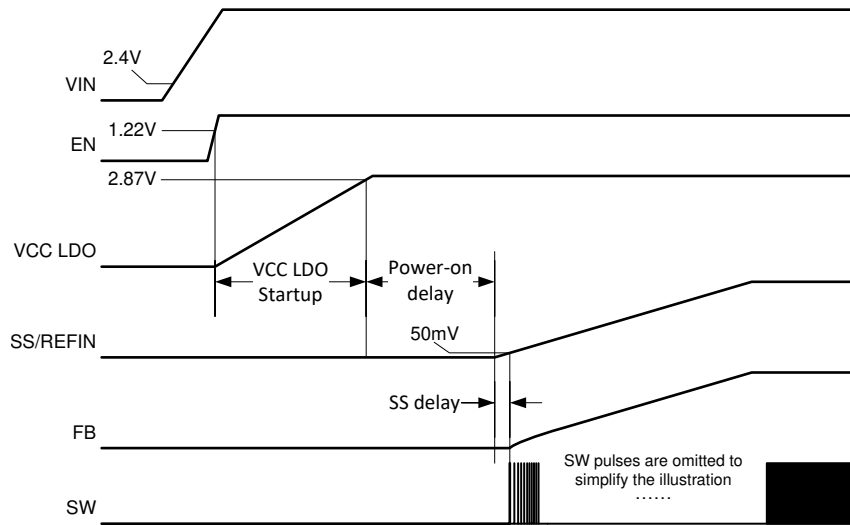 2.4V
VIN
1.22V
EN
2.87V
VCC LDO
VCC LDO
Startup
Power-on
delay
50mV
SS/REFIN
SS delay
FB
SW pulses are omitted to
simplify the illustration
......
SW